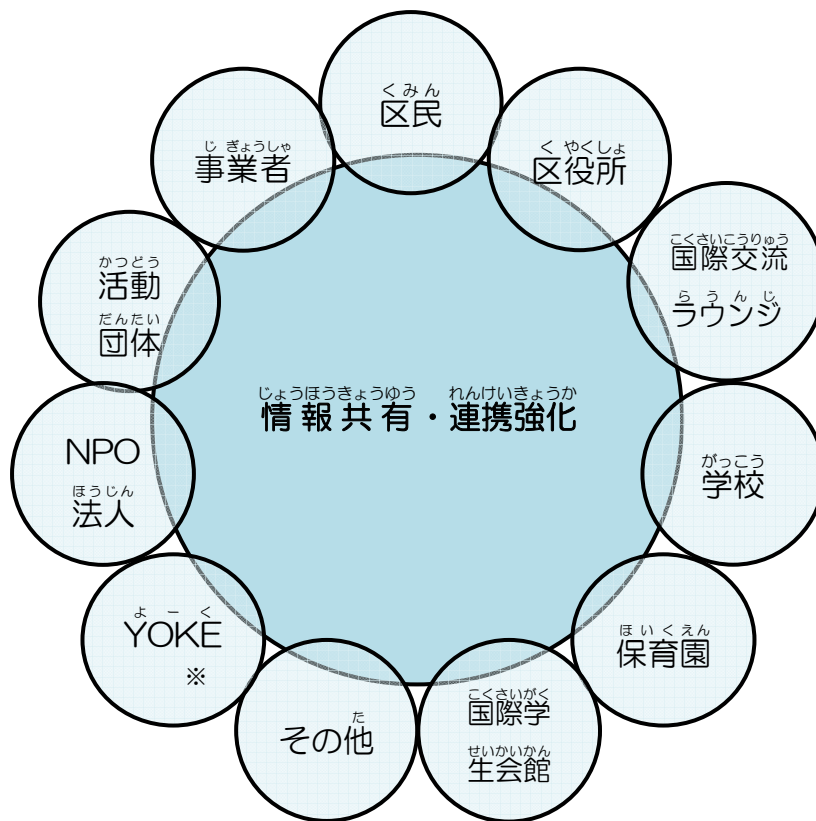 くみん
区民
くやくしょ
区役所
こくさいこうりゅう
国際交流
らうんじ
ラウンジ
がっこう
学校
ほいくえん
保育園
こくさいがく
国際学
せいかいかん
生会館
た
その他
よーく
YOKE
※
NPO
ほうじん
法人
かつどう
活動
だんたい
団体
じぎょうしゃ
事業者
じょうほうきょうゆう れんけいきょうか
情報共有・連携強化